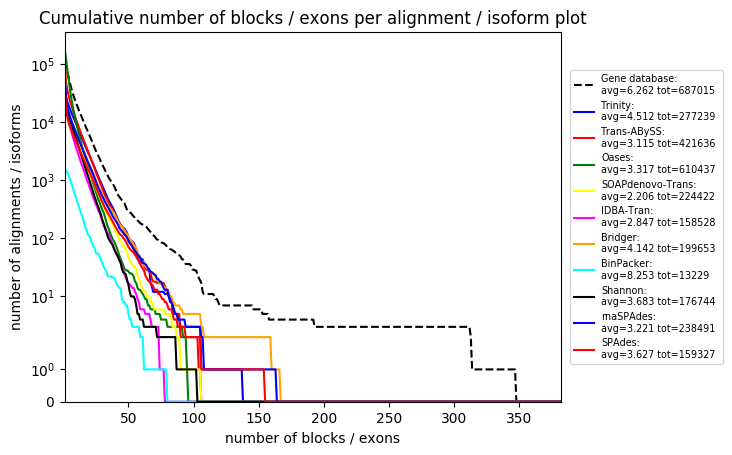 Cumulative number of blocks / exons per alignment / isoform plot
number of alignments / isoforms
10^5
10^4
10^3
10^2
10^1
10^0
0
50
100
150
200
250
300
350
number of blocks / exons
Gene database:
avg=6.262 tot=687015
Trinity:
avg=4.512 tot=277239
Trans-ABySS:
avg=3.115 tot=421636
Oases:
avg=3.317 tot=610437
SOAPdenovo-Trans:
avg=2.206 tot=224422
IDBA-Tran:
avg=2.847 tot=158528
Bridger:
avg=4.142 tot=199653
BinPacker:
avg=8.253 tot=13229
Shannon:
avg=3.683 tot=176744
rnaSPAdes:
avg=3.221 tot=238491
SPAdes:
avg=3.627 tot=159327